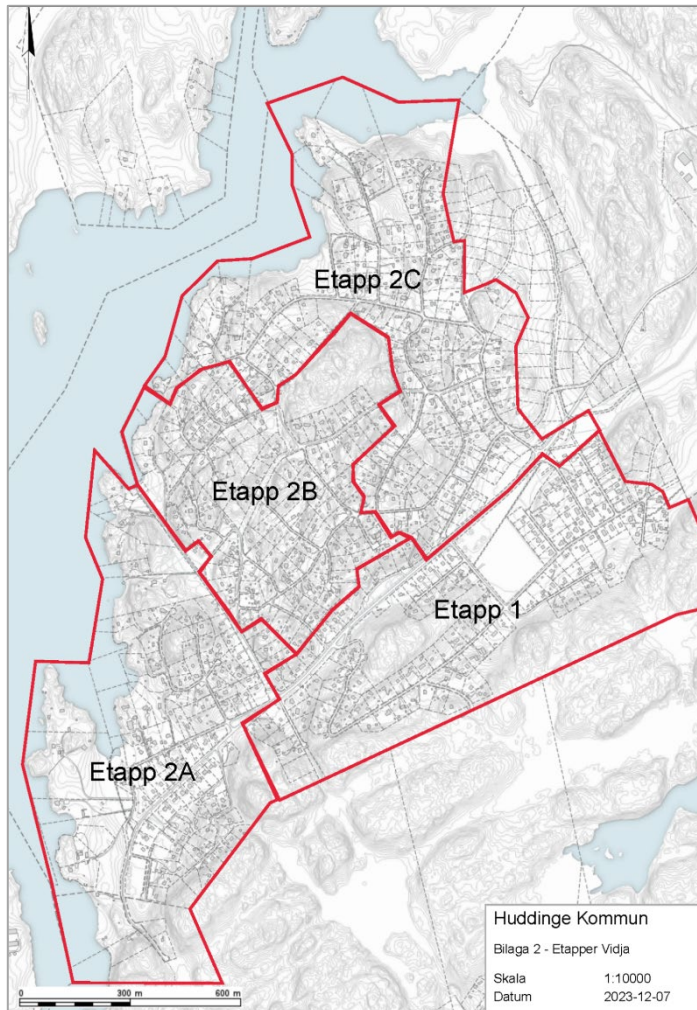 Etapp 2C
Etapp 2B
Etapp 1
Etapp 2A
Huddinge Kommun
Bilaga 2 - Etapper Vidja
Skala 1:10000
Datum 2023-12-07
0 300 m 600 m